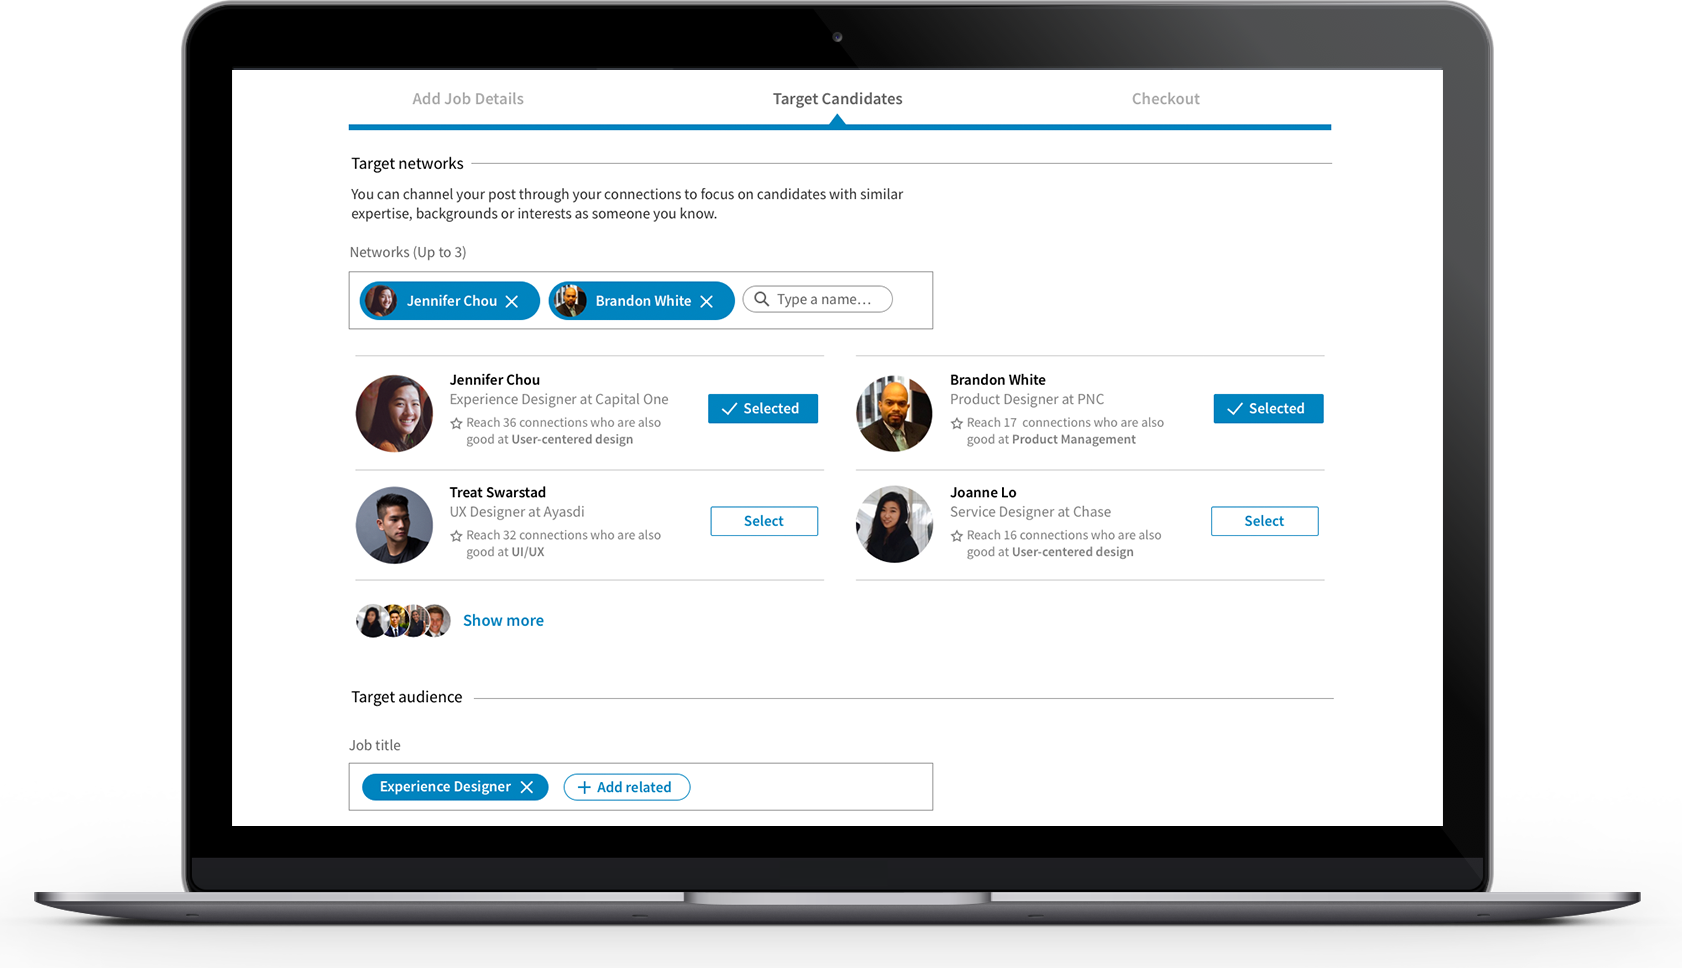 Add Job Details
Target Candidates
Checkout
Target networks
You can channel your post through your connections to focus on candidates with similar
expertise, backgrounds or interests as someone you know.
Networks (Up to 3)
Jennifer Chou
Brandon White
Type a name...
Jennifer Chou
Experience Designer at Capital One
Reach 36 connections who are also
good at User-centered design
Selected
Brandon White
Product Designer at PNC
Reach 17 connections who are also
good at Product Management
Selected
Treat Swarstad
UX Designer at Ayasdi
Reach 32 connections who are also
good at UI/UX
Select
Joanne Lo
Service Designer at Chase
Reach 16 connections who are also
good at User-centered design
Select
Show more
Target audience
Job title
Experience Designer
+ Add related